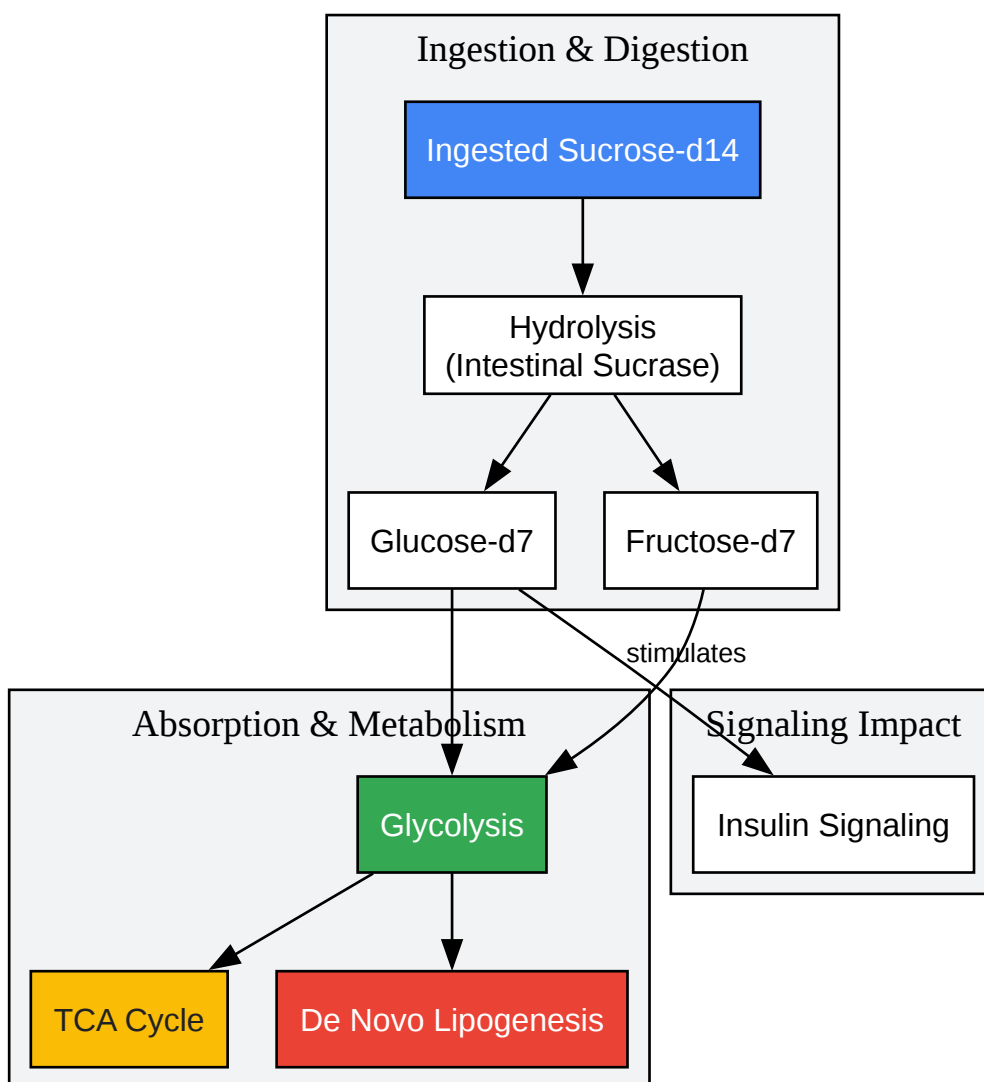 Ingestion & Digestion
Ingested Sucrose-d14
Hydrolysis
(Intestinal Sucrase)
Glucose-d7
Fructose-d7
stimulates
Absorption & Metabolism
Signaling Impact
Glycolysis
Insulin Signaling
TCA Cycle
De Novo Lipogenesis